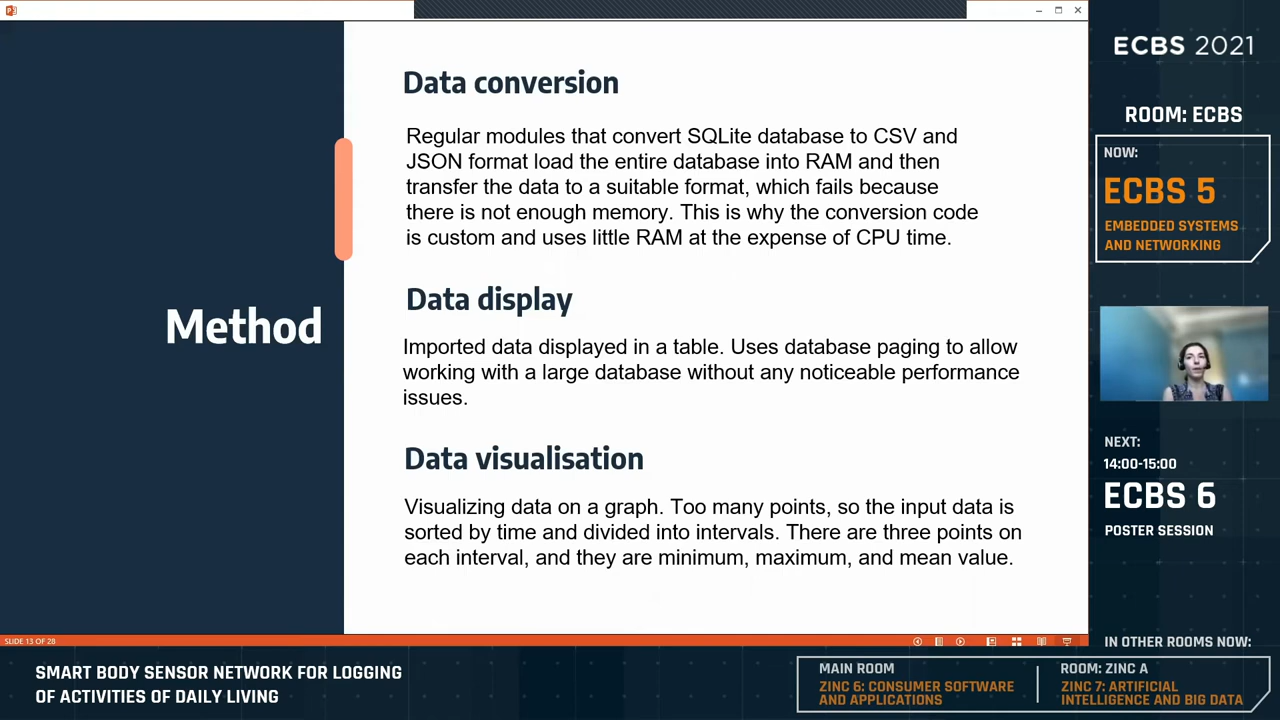 Data conversion
Regular modules that convert SQLite database to CSV and
JSON format load the entire database into RAM and then
transfer the data to a suitable format, which fails because
there is not enough memory. This is why the conversion code
is custom and uses little RAM at the expense of CPU time.
Method
Data display
Imported data displayed in a table. Uses database paging to allow
working with a large database without any noticeable performance
issues.
Data visualisation
Visualizing data on a graph. Too many points, so the input data is
sorted by time and divided into intervals. There are three points on
each interval, and they are minimum, maximum, and mean value.
SLIDE 13 OF 28
ECBS 2021
ROOM: ECBS
NOW:
ECBS 5
EMBEDDED SYSTEMS
AND NETWORKING
NEXT:
14:00-15:00
ECBS 6
POSTER SESSION
IN OTHER ROOMS NOW:
SMART BODY SENSOR NETWORK FOR LOGGING
OF ACTIVITIES OF DAILY LIVING
MAIN ROOM
ZINC 6: CONSUMER SOFTWARE
AND APPLICATIONS
ROOM: ZINC A
ZINC 7: ARTIFICIAL
INTELLIGENCE AND BIG DATA